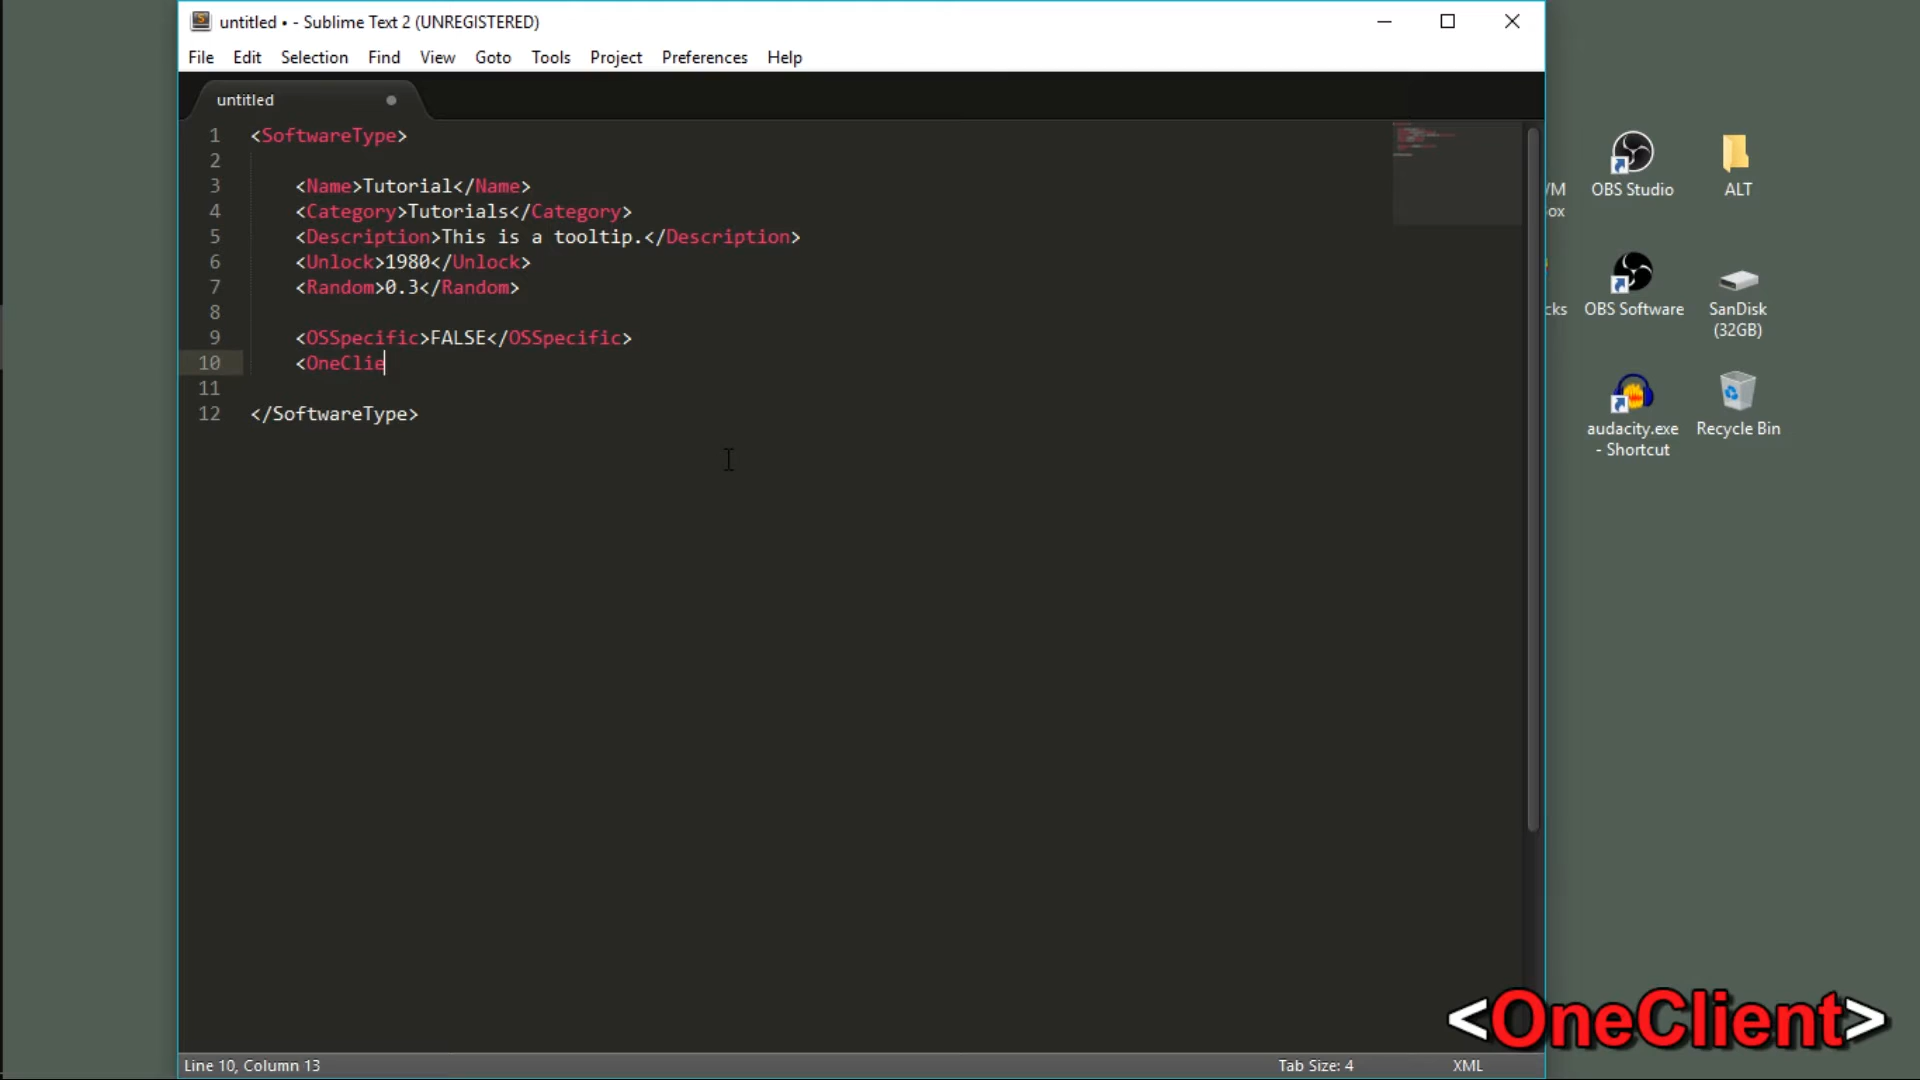 untitled • - Sublime Text 2 (UNREGISTERED)
File Edit Selection Find View Goto Tools Project Preferences Help
untitled
1 <SoftwareType>
2
3 <Name>Tutorial</Name>
4 <Category>Tutorials</Category>
5 <Description>This is a tooltip.</Description>
6 <Unlock>1980</Unlock>
7 <Random>0.3</Random>
8
9 <OSSpecific>FALSE</OSSpecific>
10 <OneClie
11
12 </SoftwareType>
/M
ox
OBS Studio
ALT
cks
OBS Software
SanDisk
(32GB)
audacity.exe
- Shortcut
Recycle Bin
<OneClient>
Line 10, Column 13
Tab Size: 4
XML